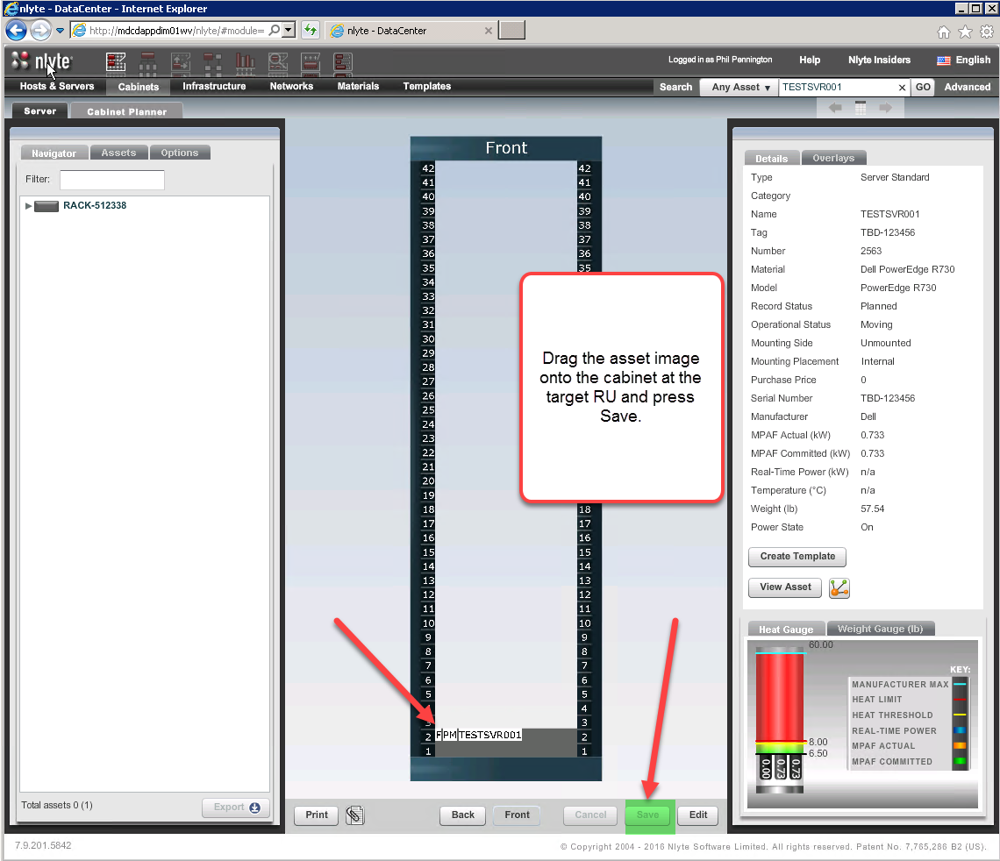 nlyte - DataCenter - Internet Explorer
http://mdcdappdim01wv/nlyte/#module=
nlyte - DataCenter
nlyte
Logged in as Phil Pennington
Help
Nlyte Insiders
English
Hosts & Servers
Cabinets
Infrastructure
Networks
Materials
Templates
Search
Any Asset
TESTSVR001
GO
Advanced
Server
Cabinet Planner
Navigator
Assets
Options
Filter:
RACK-512338
Total assets 0 (1)
Export
Front
42 42
41 41
40 40
39 39
38 38
37 37
36 36
35 35
34
33
32
31
30
29
28
27
26
25
24
23
22
21
20
19
18 18
17 17
16 16
15 15
14 14
13 13
12 12
11 11
10 10
9 9
8 8
7 7
6 6
5 5
4 4
3 3
2 F PM TESTSVR001 2
1 1
Drag the asset image
onto the cabinet at the
target RU and press
Save.
Print
Back
Front
Cancel
Save
Edit
Details
Overlays
Type Server Standard
Category
Name TESTSVR001
Tag TBD-123456
Number 2563
Material Dell PowerEdge R730
Model PowerEdge R730
Record Status Planned
Operational Status Moving
Mounting Side Unmounted
Mounting Placement Internal
Purchase Price 0
Serial Number TBD-123456
Manufacturer Dell
MPAF Actual (kW) 0.733
MPAF Committed (kW) 0.733
Real-Time Power (kW) n/a
Temperature (°C) n/a
Weight (lb) 57.54
Power State On
Create Template
View Asset
Heat Gauge
Weight Gauge (lb)
60.00
8.00
6.50
0.00 0.73 0.73
KEY:
MANUFACTURER MAX
HEAT LIMIT
HEAT THRESHOLD
REAL-TIME POWER
MPAF ACTUAL
MPAF COMMITTED
7.9.201.5842
© Copyright 2004 - 2016 Nlyte Software Limited. All rights reserved. Patent No. 7,765,286 B2 (US).